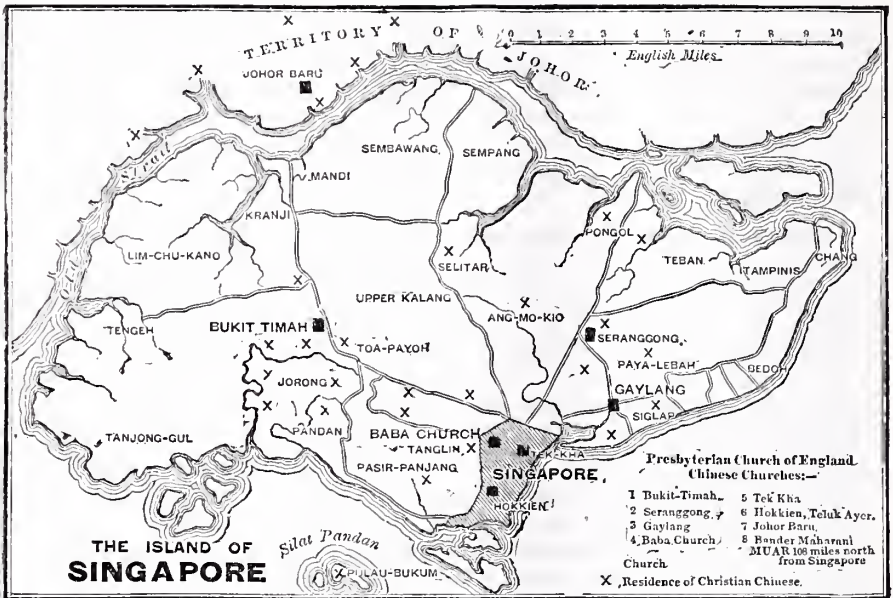 TERRITORY OF JOHOR
0 1 2 3 4 5 6 7 8 9 10
English Miles
JOHOR BARU
Strait
SEMBAWANG
SEMPANG
MANDI
KRANJI
PONGOL
LIM-CHU-KANO
SELITAR
TEBAN
TAMPINIS
CHANG
UPPER KALANG
ANG-MO-KIO
TENGEH
BUKIT TIMAH
SERANGGONG
TOA-PAYOH
PAYA-LEBAH
BEDOH
JORONG
GAYLANG
SIGLAP
PANDAN
BABA CHURCH
TANJONG-GUL
TANGLIN
TEK-KHA
PASIR-PANJANG
SINGAPORE
HOKKIEN
Presbyterian Church of England
Chinese Churches:—
1 Bukit-Timah
2 Seranggong
3 Gaylang
4 Baba Church
Church
5 Tek Kha
6 Hokkien, Teluk Ayer.
7 Johor Baru,
8 Bander Maharani
MUAR 108 miles north
from Singapore
X Residence of Christian Chinese.
Silat Pandan
PULAU-BUKUM
THE ISLAND OF
SINGAPORE